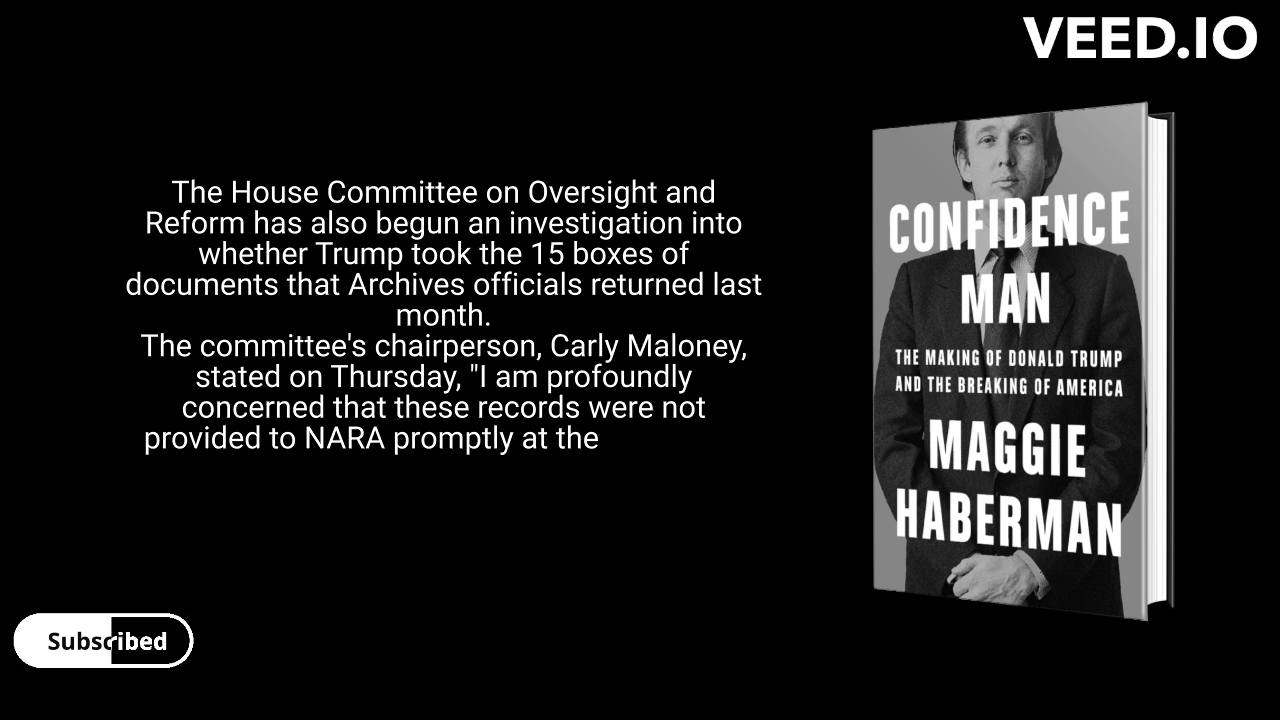 VEED.IO
The House Committee on Oversight and
Reform has also begun an investigation into
whether Trump took the 15 boxes of
documents that Archives officials returned last
month.
The committee's chairperson, Carly Maloney,
stated on Thursday, "I am profoundly
concerned that these records were not
provided to NARA promptly at the
CONFIDENCE
MAN
THE MAKING OF DONALD TRUMP
AND THE BREAKING OF AMERICA
MAGGIE
HABERMAN
Subscribed